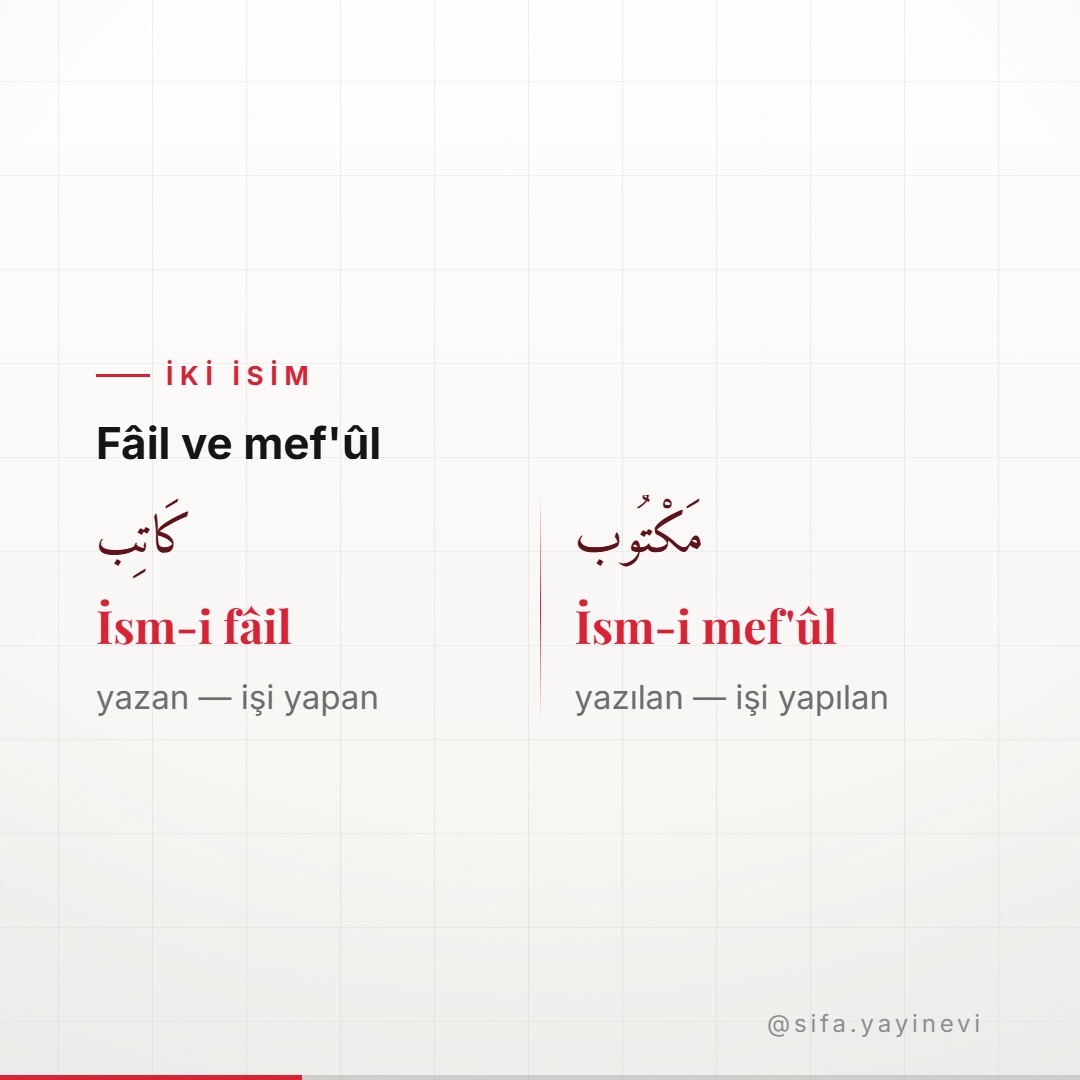 İKİ İSİM
Fâil ve mef'ûl
كَاتِب
İsm-i fâil
yazan — işi yapan
مَكْتُوب
İsm-i mef'ûl
yazılan — işi yapılan
@sifa.yayinevi